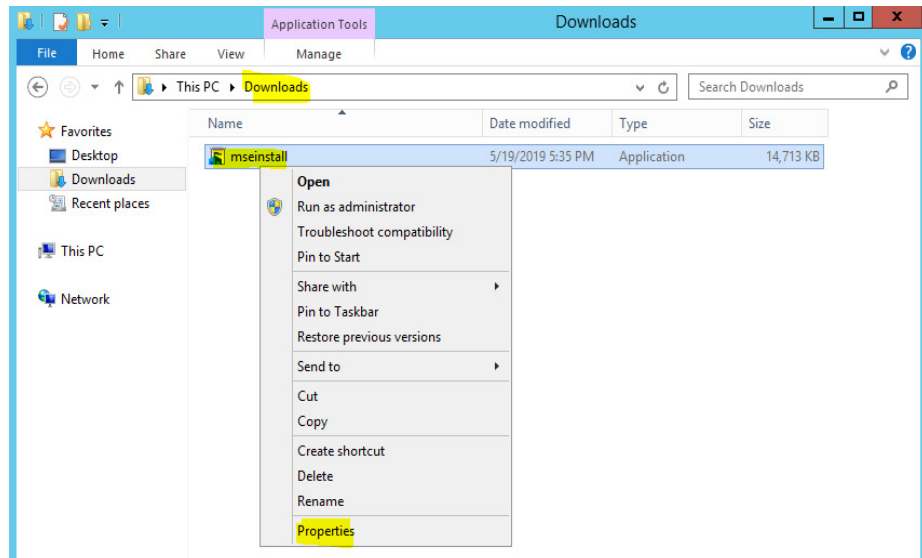 Application Tools
Downloads
File Home Share View Manage
This PC Downloads
Search Downloads
Name Date modified Type Size
Favorites
Desktop
Downloads
Recent places
This PC
Network
mseinstall 5/19/2019 5:35 PM Application 14,713 KB
Open
Run as administrator
Troubleshoot compatibility
Pin to Start
Share with
Pin to Taskbar
Restore previous versions
Send to
Cut
Copy
Create shortcut
Delete
Rename
Properties